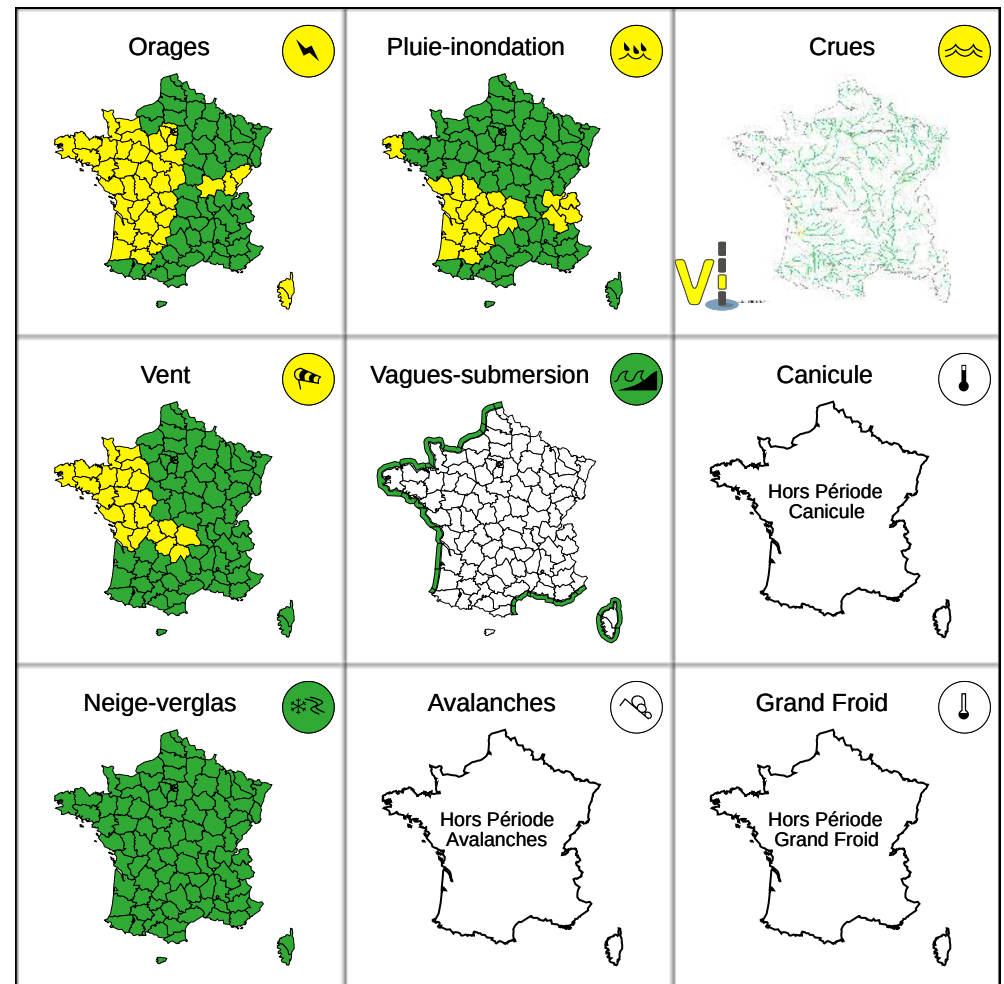 Orages
Pluie-inondation
Crues
Vi
Vent
Vagues-submersion
Canicule
Hors Période
Canicule
Neige-verglas
Avalanches
Grand Froid
Hors Période
Avalanches
Hors Période
Grand Froid